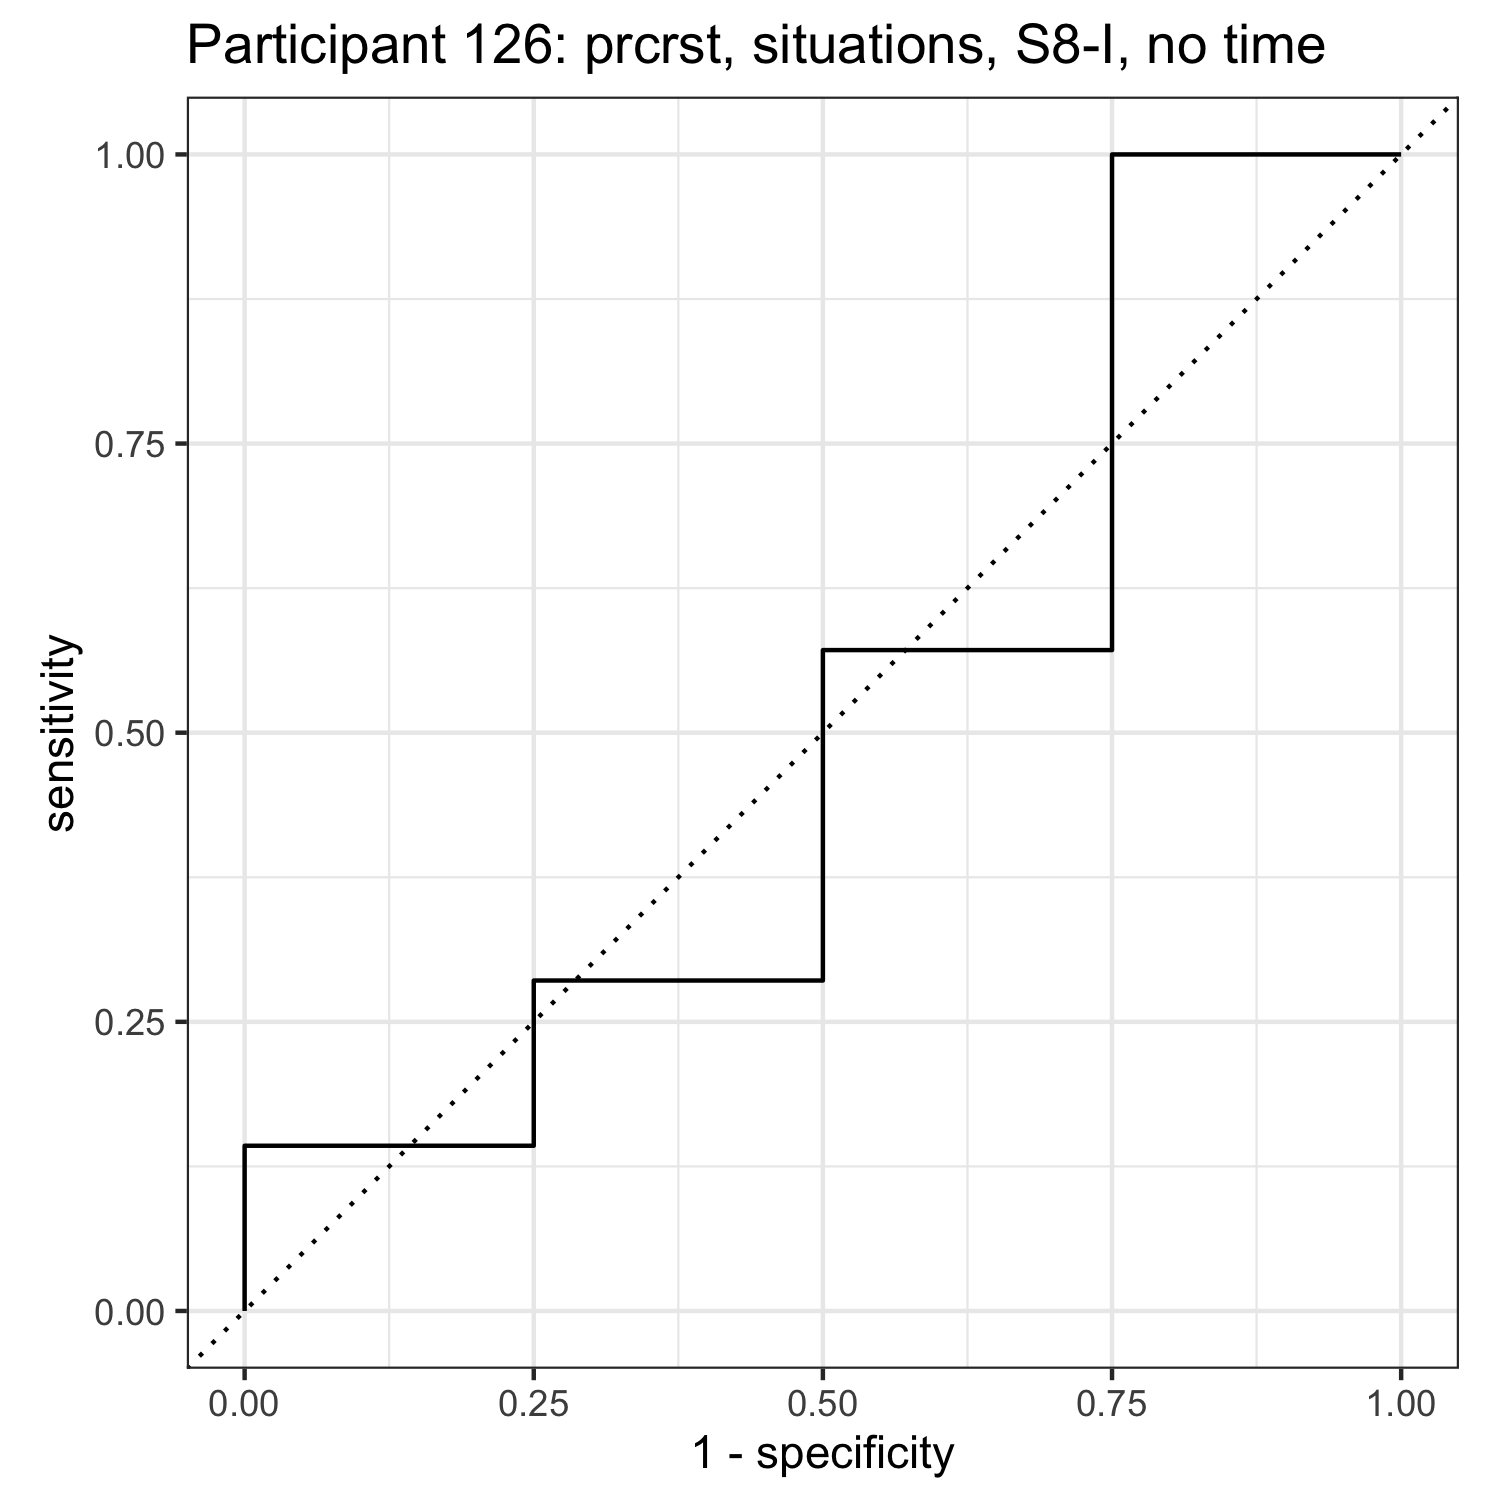 Participant 126: prcrst, situations, S8-I, no time
1.00
0.75
0.50
0.25
0.00
sensitivity
0.00 0.25 0.50 0.75 1.00
1 - specificity